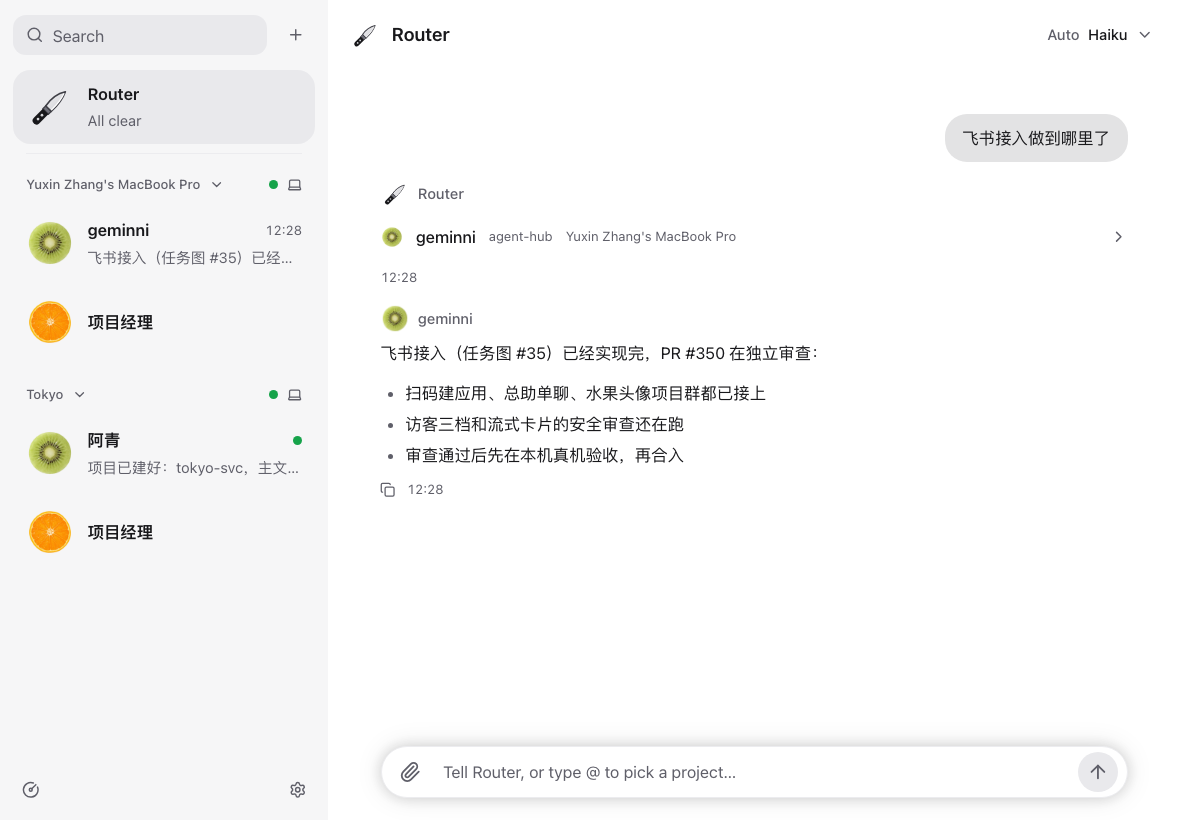 Search
Router
All clear
Yuxin Zhang's MacBook Pro
geminni 12:28
飞书接入（任务图 #35）已经...
项目经理
Tokyo
阿青
项目已建好：tokyo-svc，主文...
项目经理
Router
Auto Haiku
飞书接入做到哪里了
Router
geminni agent-hub Yuxin Zhang's MacBook Pro
12:28
geminni
飞书接入（任务图 #35）已经实现完，PR #350 在独立审查：
• 扫码建应用、总助单聊、水果头像项目群都已接上
• 访客三档和流式卡片的安全审查还在跑
• 审查通过后先在本机真机验收，再合入
12:28
Tell Router, or type @ to pick a project...